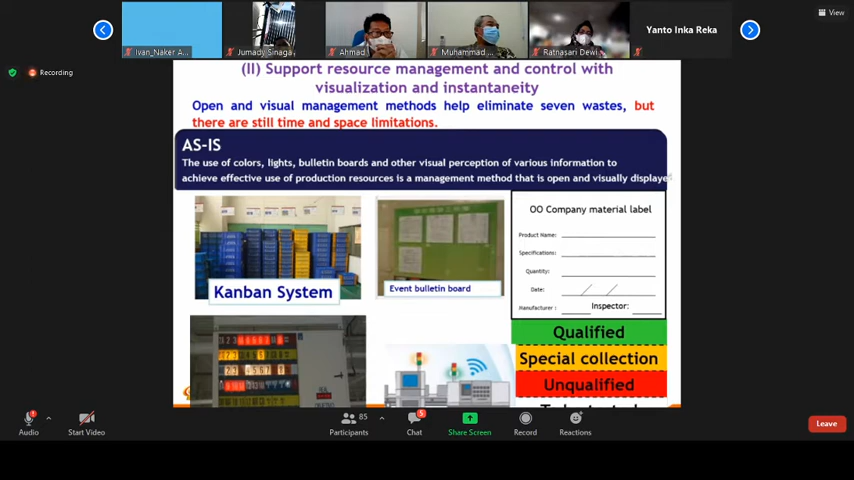 View
Ivan_Naker A...
Jumady Sinaga
Ahmad
Muhammad ...
Ratnasari Dewi
Yanto Inka Reka
Recording
(II) Support resource management and control with
visualization and instantaneity
Open and visual management methods help eliminate seven wastes, but
there are still time and space limitations.
AS-IS
The use of colors, lights, bulletin boards and other visual perception of various information to
achieve effective use of production resources is a management method that is open and visually displaye
OO Company material label
Product Name:
Specifications:
Quantity:
Date:
Manufacturer :
Inspector:
Kanban System
Event bulletin board
Qualified
Special collection
Unqualified
Audio
Start Video
85
Participants
5
Chat
Share Screen
Record
Reactions
Leave